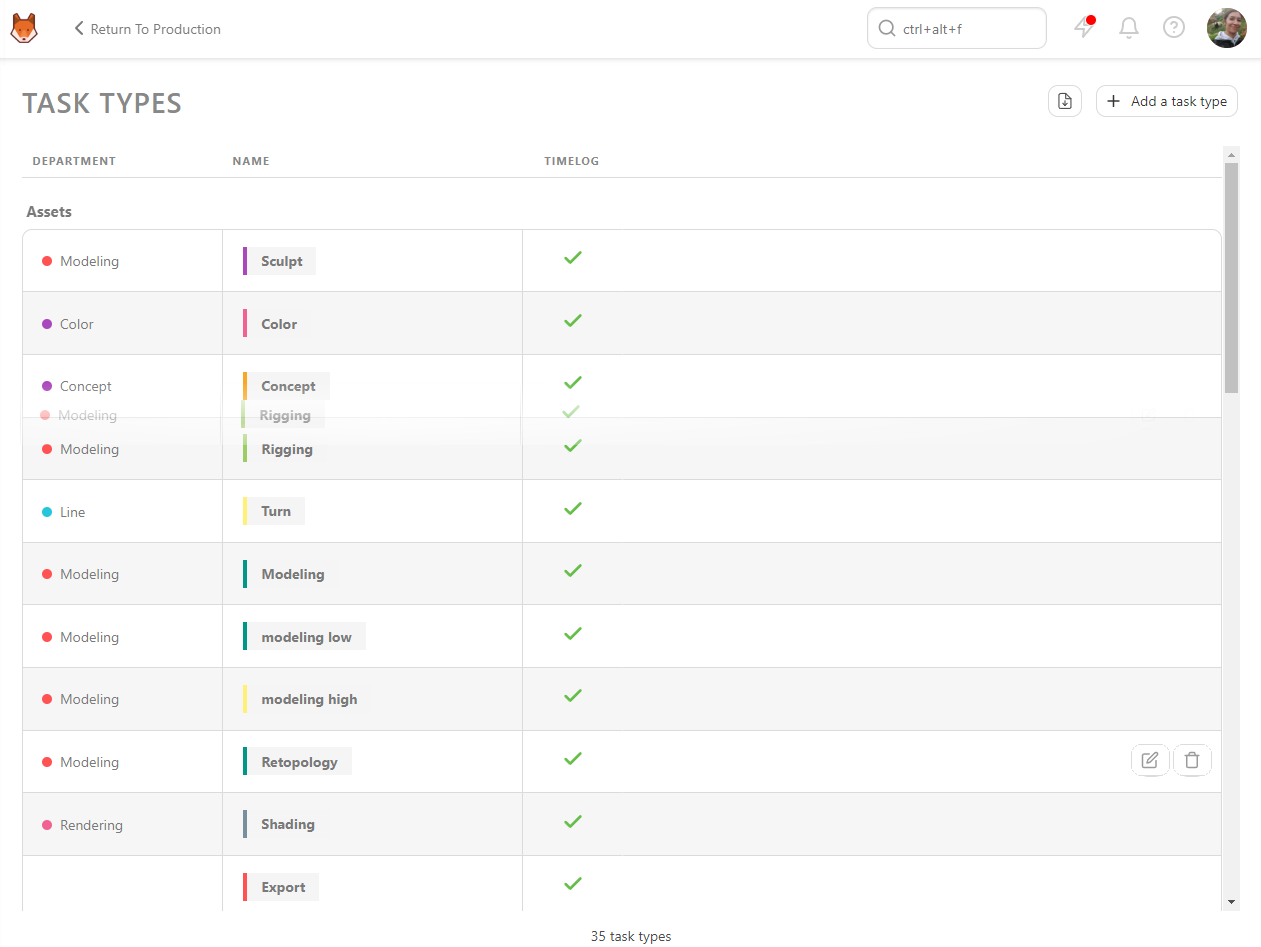 Return To Production
ctrl+alt+f
TASK TYPES
Add a task type
DEPARTMENT NAME TIMELOG
Assets
Modeling Sculpt
Color Color
Concept Concept
Modeling Rigging
Modeling Rigging
Line Turn
Modeling Modeling
Modeling modeling low
Modeling modeling high
Modeling Retopology
Rendering Shading
Export
35 task types